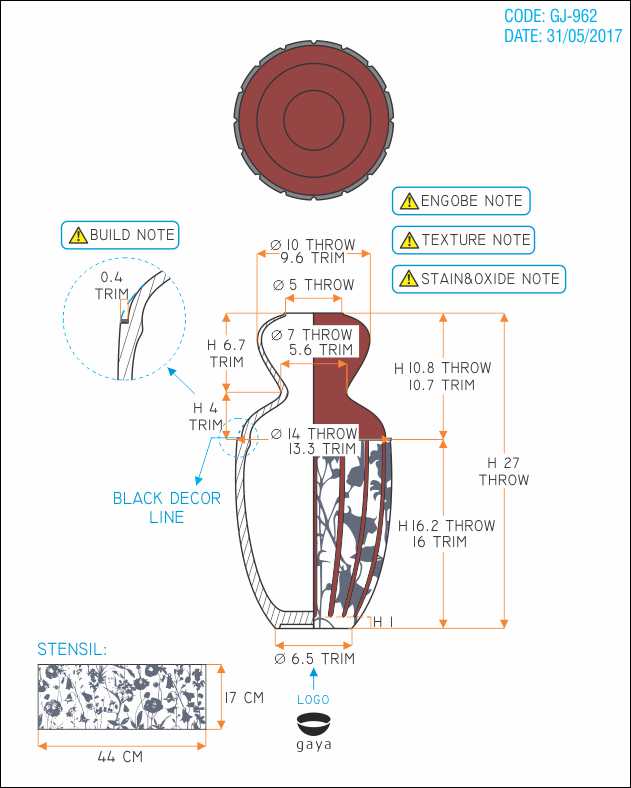 CODE: GJ-962
DATE: 31/05/2017
ENGOBE NOTE
BUILD NOTE
TEXTURE NOTE
STAIN&OXIDE NOTE
Ø 10 THROW
9.6 TRIM
0.4
TRIM
Ø 5 THROW
Ø 7 THROW
5.6 TRIM
H 6.7
TRIM
H 10.8 THROW
10.7 TRIM
H 4
TRIM
Ø 14 THROW
13.3 TRIM
H 27
THROW
BLACK DECOR
LINE
H 16.2 THROW
16 TRIM
H 1
Ø 6.5 TRIM
STENSIL:
17 CM
44 CM
LOGO
gaya